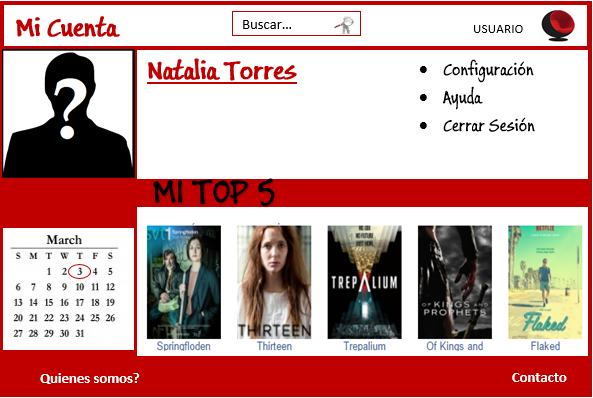 Mi Cuenta
Buscar...
USUARIO
?
Natalia Torres
Configuración
Ayuda
Cerrar Sesión
MI TOP 5
March
S M T W T F S
1 2 3 4 5
6 7 8 9 10 11 12
13 14 15 16 17 18 19
20 21 22 23 24 25 26
27 28 29 30 31
THIRTEEN
TREPALIUM
OF KINGS AND
PROPHETS
NETFLIX
Flaked
Springfloden
Thirteen
Trepalium
Of Kings and
Flaked
Quienes somos?
Contacto